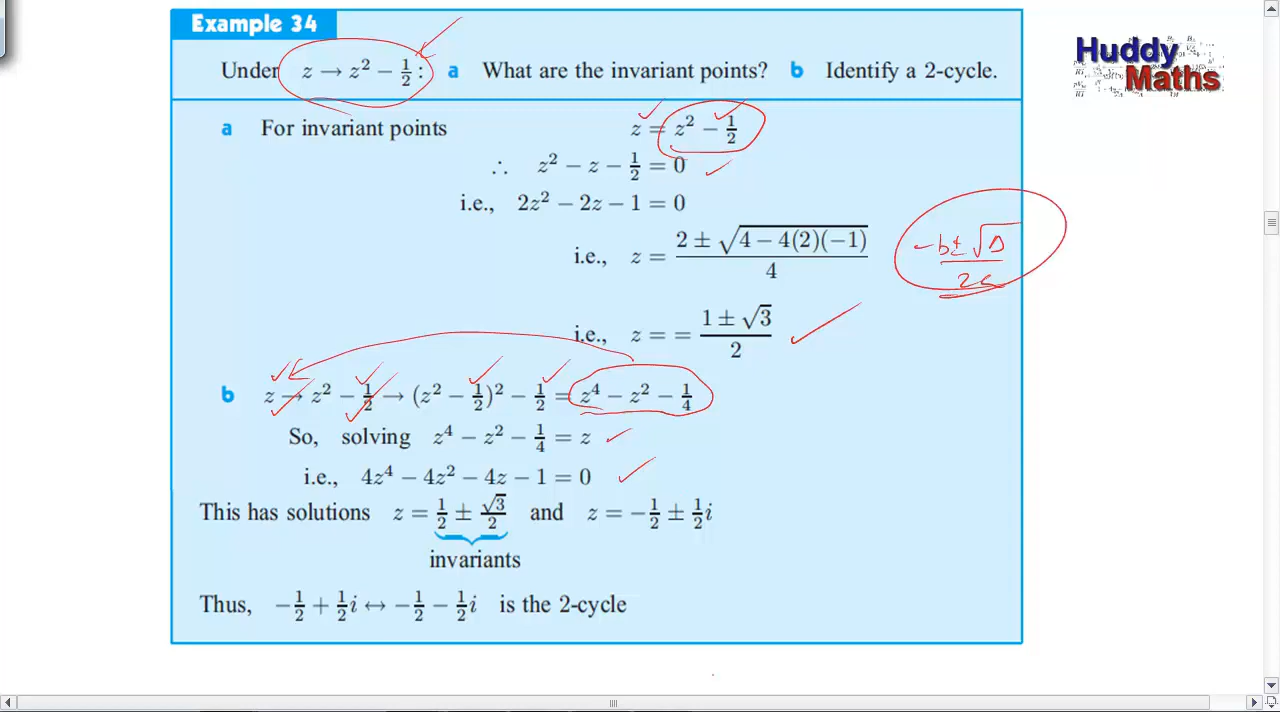 Example 34
Huddy
Maths
Under z → z² − 1/2 : a What are the invariant points? b Identify a 2-cycle.
a For invariant points z = z² − 1/2
∴ z² − z − 1/2 = 0
i.e., 2z² − 2z − 1 = 0
i.e., z = (2 ± √(4 − 4(2)(−1)))/4
−b ± √Δ
2a
i.e., z = = (1 ± √3)/2
b z → z² − 1/2 → (z² − 1/2)² − 1/2 = z⁴ − z² − 1/4
So, solving z⁴ − z² − 1/4 = z
i.e., 4z⁴ − 4z² − 4z − 1 = 0
This has solutions z = 1/2 ± √3/2 and z = −1/2 ± 1/2 i
invariants
Thus, −1/2 + 1/2 i ↔ −1/2 − 1/2 i is the 2-cycle